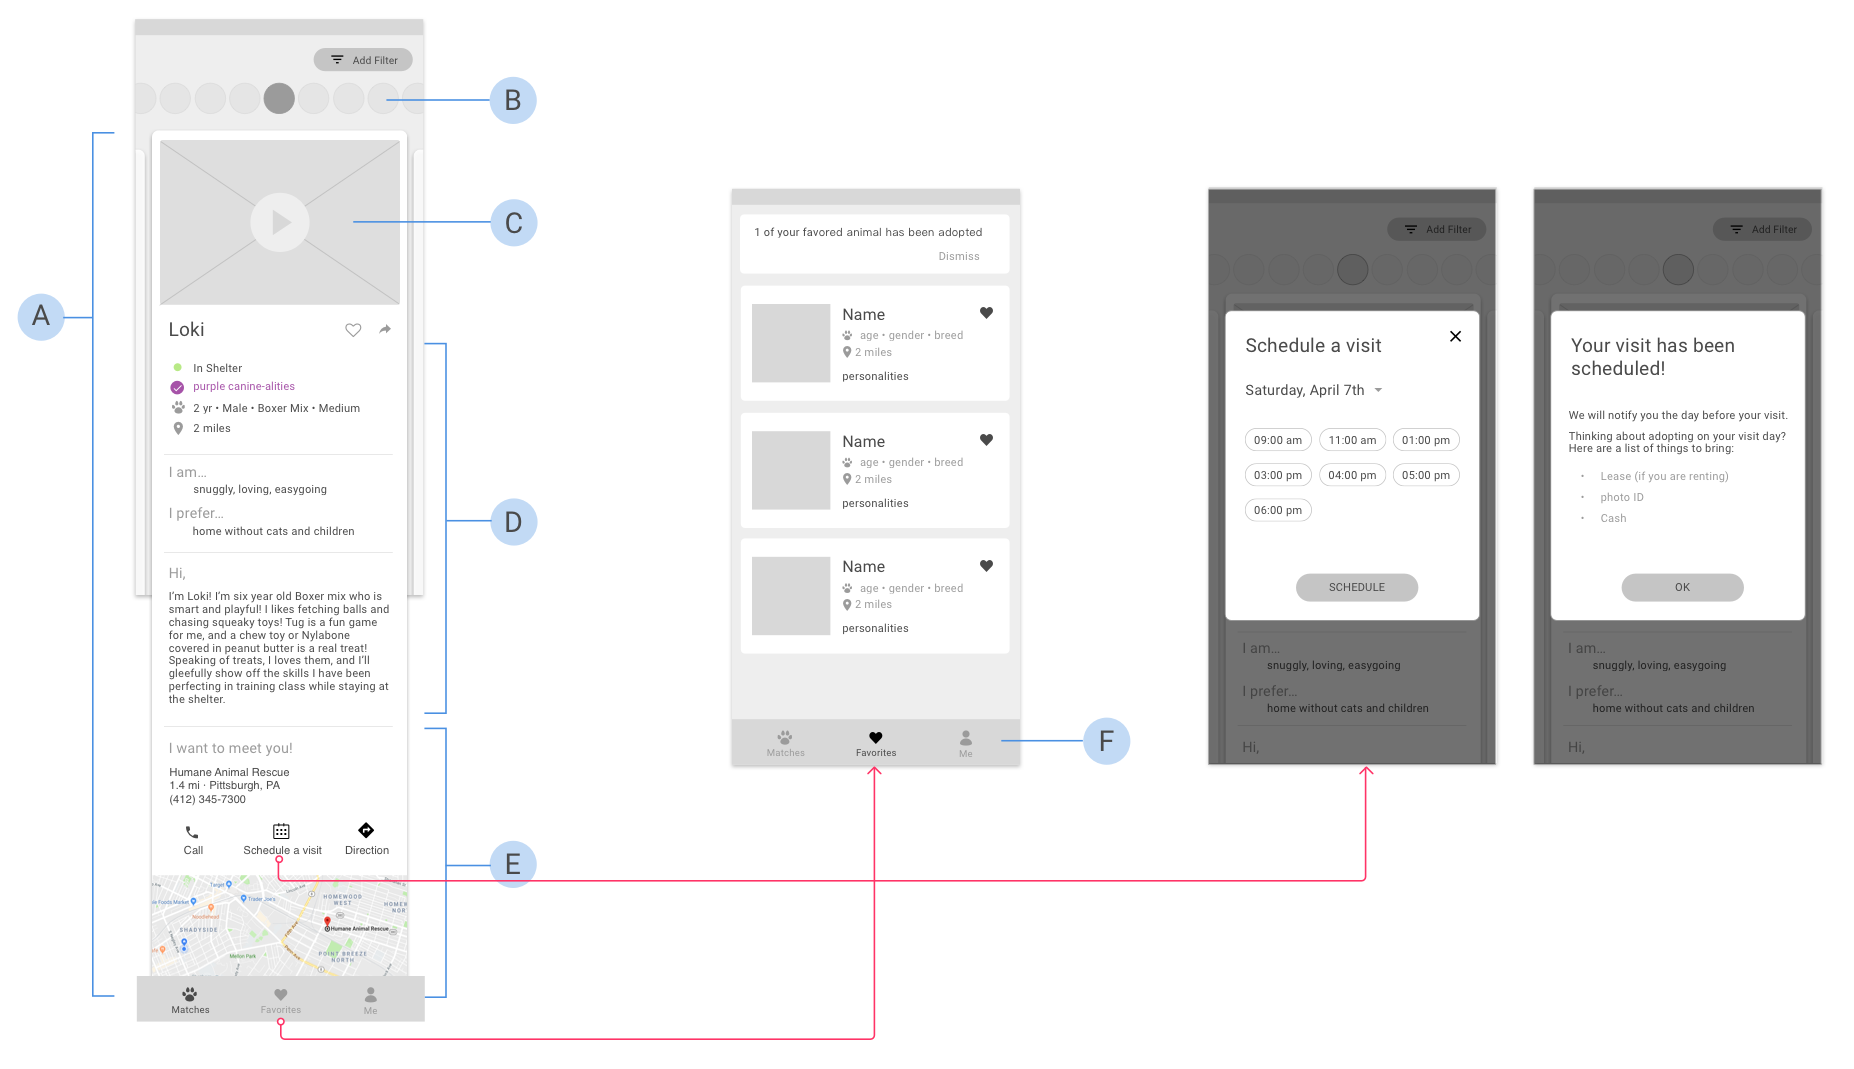 Add Filter
B
A
C
Loki
In Shelter
purple canine-alities
2 yr • Male • Boxer Mix • Medium
2 miles
I am...
snuggly, loving, easygoing
I prefer...
home without cats and children
D
Hi,
I'm Loki! I'm six year old Boxer mix who is
smart and playful! I likes fetching balls and
chasing squeaky toys! Tug is a fun game
for me, and a chew toy or Nylabone
covered in peanut butter is a real treat!
Speaking of treats, I loves them, and I'll
gleefully show off the skills I have been
perfecting in training class while staying at
the shelter.
I want to meet you!
Humane Animal Rescue
1.4 mi · Pittsburgh, PA
(412) 345-7300
Call
Schedule a visit
Direction
E
Target
HOMEWOOD
WEST
Trader Joe's
SHADYSIDE
Humane Animal Rescue
Mellon Park
POINT BREEZE
NORTH
Matches
Favorites
Me
1 of your favored animal has been adopted
Dismiss
Name
age • gender • breed
2 miles
personalities
Name
age • gender • breed
2 miles
personalities
Name
age • gender • breed
2 miles
personalities
Matches
Favorites
Me
F
Add Filter
Schedule a visit
Saturday, April 7th
09:00 am
11:00 am
01:00 pm
03:00 pm
04:00 pm
05:00 pm
06:00 pm
SCHEDULE
I am...
snuggly, loving, easygoing
I prefer...
home without cats and children
Hi,
Add Filter
Your visit has been
scheduled!
We will notify you the day before your visit.
Thinking about adopting on your visit day?
Here are a list of things to bring:
• Lease (if you are renting)
• photo ID
• Cash
OK
I am...
snuggly, loving, easygoing
I prefer...
home without cats and children
Hi,